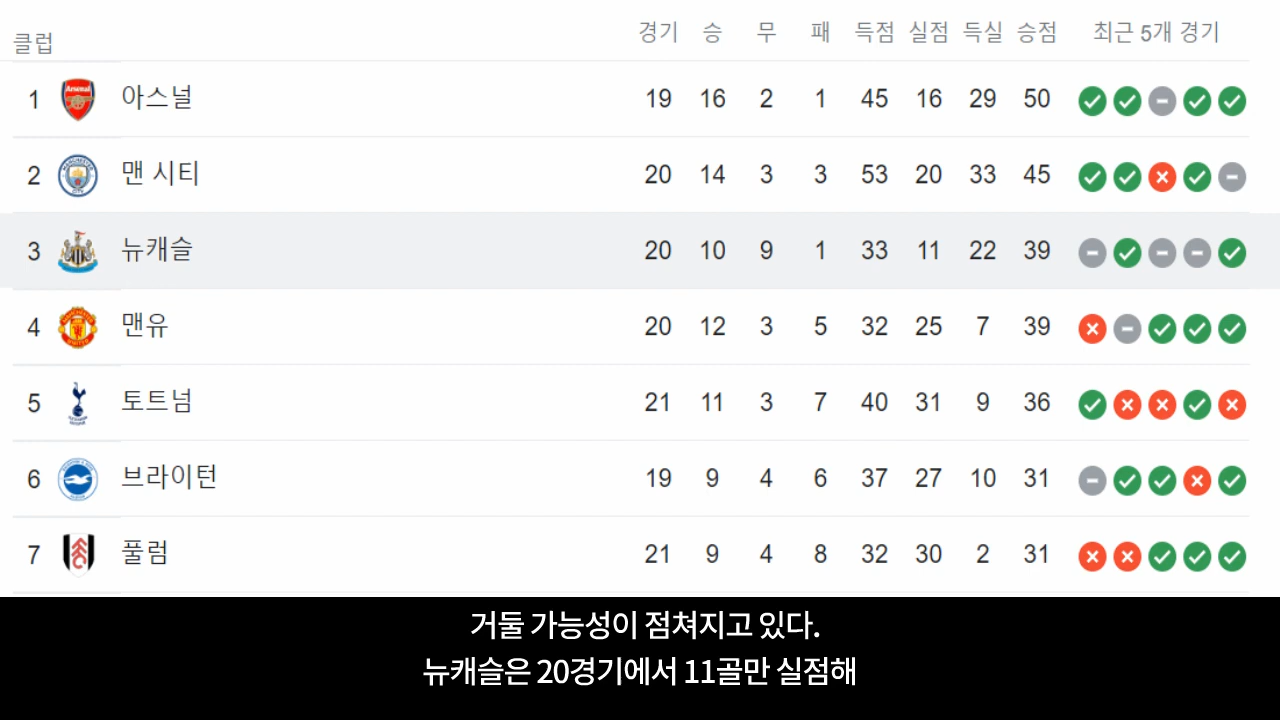 클럽 경기 승 무 패 득점 실점 득실 승점 최근 5개 경기
1 Arsenal 아스널 19 16 2 1 45 16 29 50
2 MANCHESTER CITY 맨 시티 20 14 3 3 53 20 33 45
3 뉴캐슬 20 10 9 1 33 11 22 39
4 맨유 20 12 3 5 32 25 7 39
5 토트넘 21 11 3 7 40 31 9 36
6 브라이턴 19 9 4 6 37 27 10 31
7 풀럼 21 9 4 8 32 30 2 31
거둘 가능성이 점쳐지고 있다.
뉴캐슬은 20경기에서 11골만 실점해